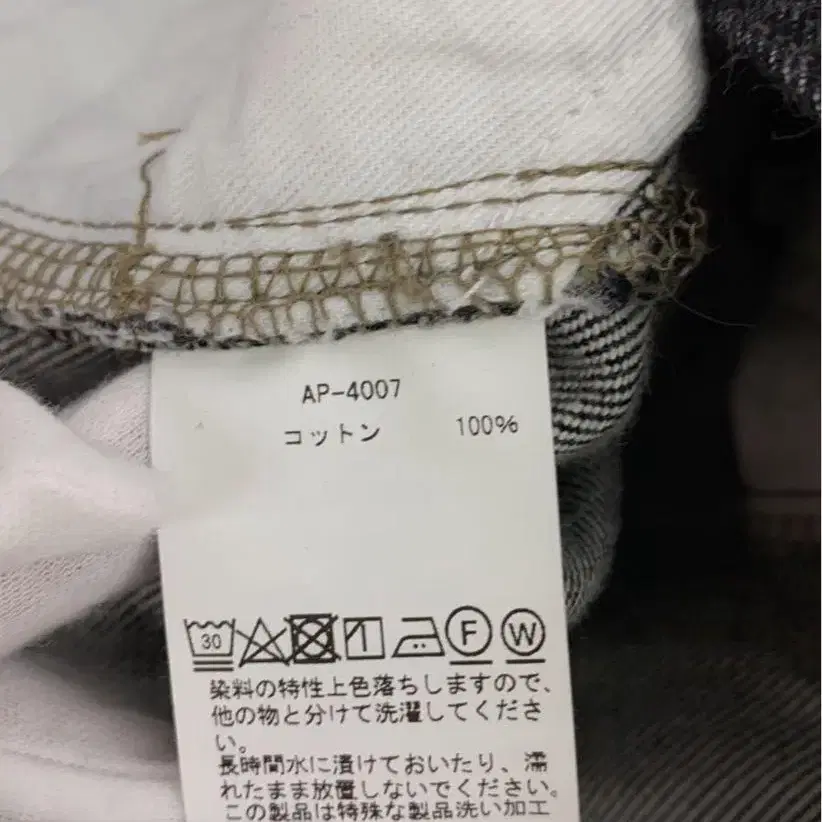 AP-4007
コットン 100%
30 F W
染料の特性上色落ちしますので、
他の物と分けて洗濯してくださ
い。
長時間水に漬けておいたり、濡
れたまま放置しないでください。
この製品は特殊な製品洗い加工